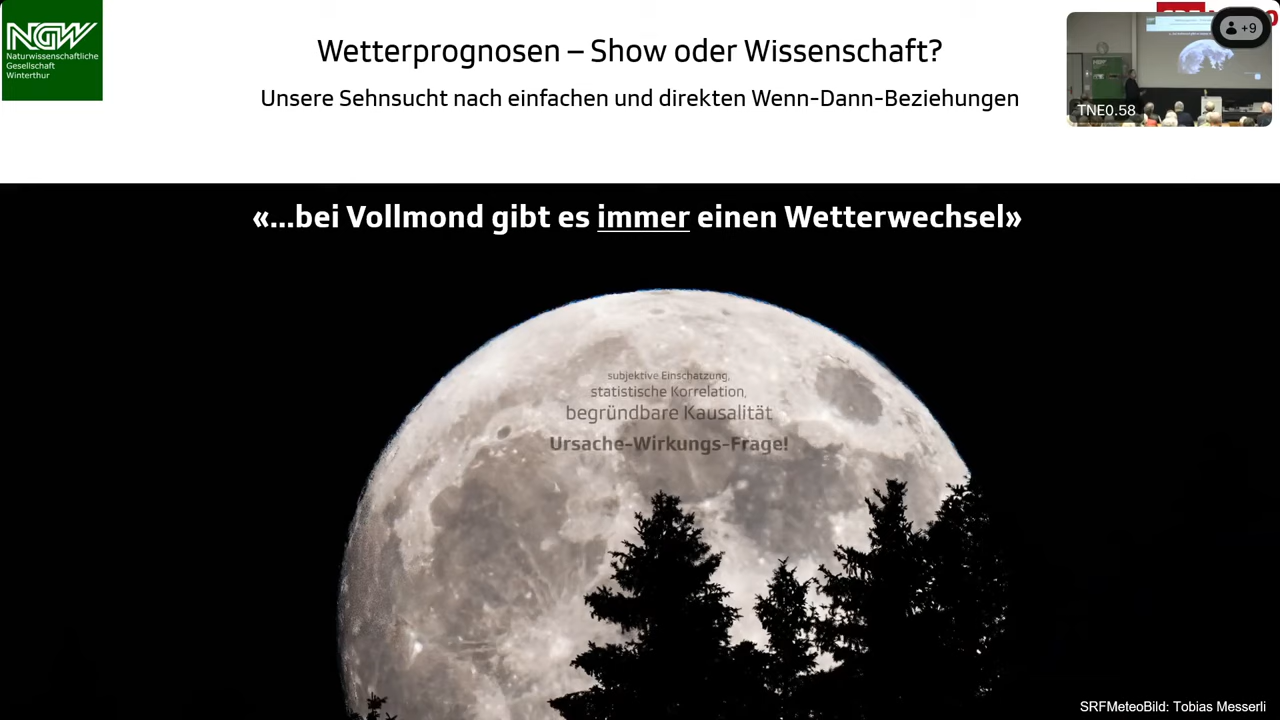 NGW
Naturwissenschaftliche
Gesellschaft
Winterthur
Wetterprognosen – Show oder Wissenschaft?
Unsere Sehnsucht nach einfachen und direkten Wenn-Dann-Beziehungen
+9
TNE0.58
«...bei Vollmond gibt es immer einen Wetterwechsel»
subjektive Einschätzung,
statistische Korrelation,
begründbare Kausalität
Ursache-Wirkungs-Frage!
SRFMeteoBild: Tobias Messerli